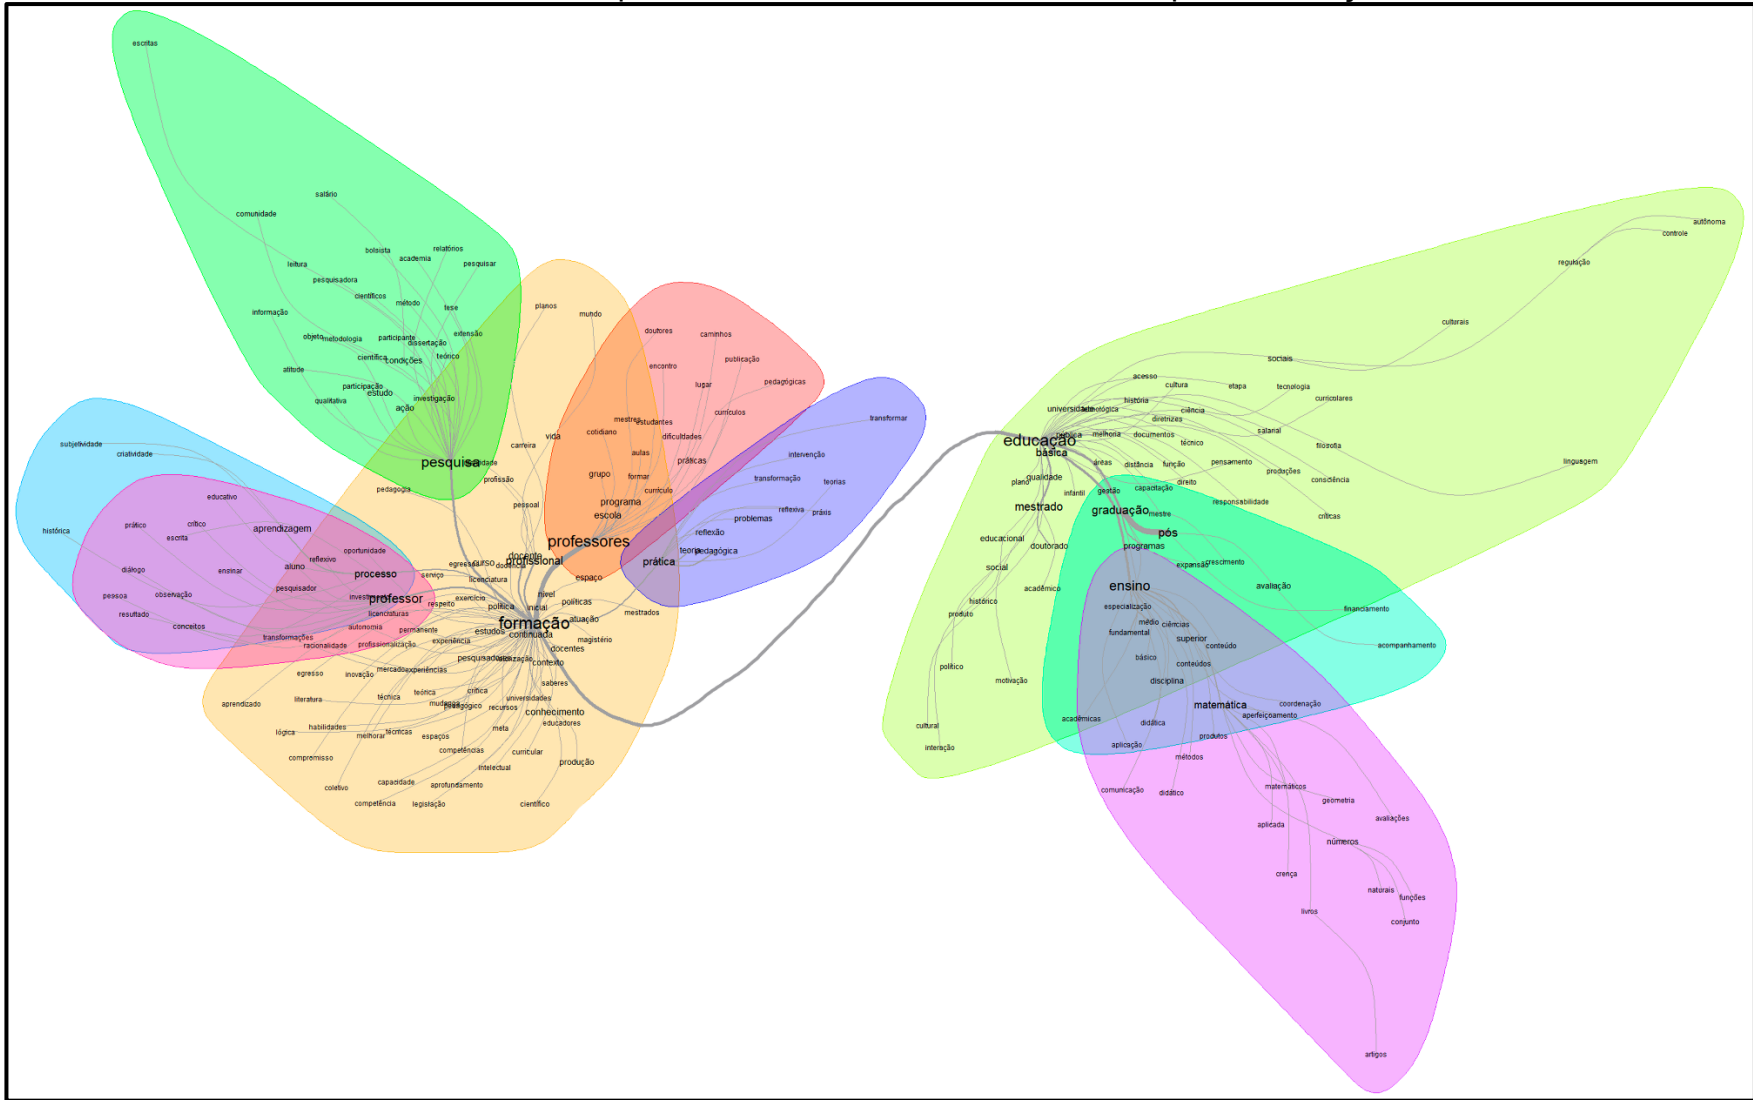 escritas
salário
comunidade
bolsista
relatórios
academia
leitura
pesquisar
pesquisadora
científicos
método
tese
informação
objeto
metodologia
participante
extensão
dissertação
científica
condições
teórico
atitude
participação
estudo
investigação
qualitativa
ação
pesquisa
planos
mundo
doutores
caminhos
encontro
publicação
lugar
pedagógicas
currículos
mestres
estudantes
cotidiano
dificuldades
vida
carreira
aulas
práticas
grupo
formar
profissão
currículo
pedagogia
pessoal
programa
escola
professores
transformar
intervenção
transformação
teorias
reflexiva
problemas
práxis
reflexão
teoria
pedagógica
prática
subjetividade
criatividade
educativo
histórica
prático
crítico
aprendizagem
escrita
oportunidade
reflexivo
diálogo
ensinar
aluno
processo
pesquisador
pessoa
observação
professor
resultado
licenciaturas
conceitos
autonomia
transformações
racionalidade
profissionalização
docente
profissional
egressos
curso
docência
serviço
licenciatura
espaço
respeito
exercício
nível
política
inicial
políticas
mestrados
formação
atuação
permanente
estudos
continuada
experiência
magistério
docentes
pesquisadores
contexto
egresso
inovação
mercado
experiências
saberes
aprendizado
literatura
técnica
teórica
crítica
universidades
pedagógico
recursos
conhecimento
educadores
habilidades
lógica
melhorar
técnicas
espaços
meta
compromisso
competências
curricular
produção
intelectual
coletivo
capacidade
aprofundamento
competência
legislação
científico
autônoma
controle
regulação
culturais
sociais
acesso
cultura
etapa
tecnologia
história
curricolares
universidade
ciência
diretrizes
pública
melhoria
documentos
salarial
educação
técnico
filosofia
básica
áreas
distância
função
pensamento
linguagem
qualidade
produções
plano
direito
consciência
infantil
gestão
capacitação
responsabilidade
mestrado
graduação
mestre
críticas
pós
educacional
doutorado
programas
social
expansão
crescimento
acadêmico
ensino
avaliação
histórico
especialização
financiamento
produto
médio
ciências
fundamental
superior
conteúdo
acompanhamento
político
básico
conteúdos
motivação
disciplina
matemática
coordenação
cultural
acadêmicas
didática
aperfeiçoamento
interação
aplicação
produtos
métodos
comunicação
didático
matemáticos
geometria
aplicada
avaliações
números
crença
naturais
funções
livros
conjunto
artigos